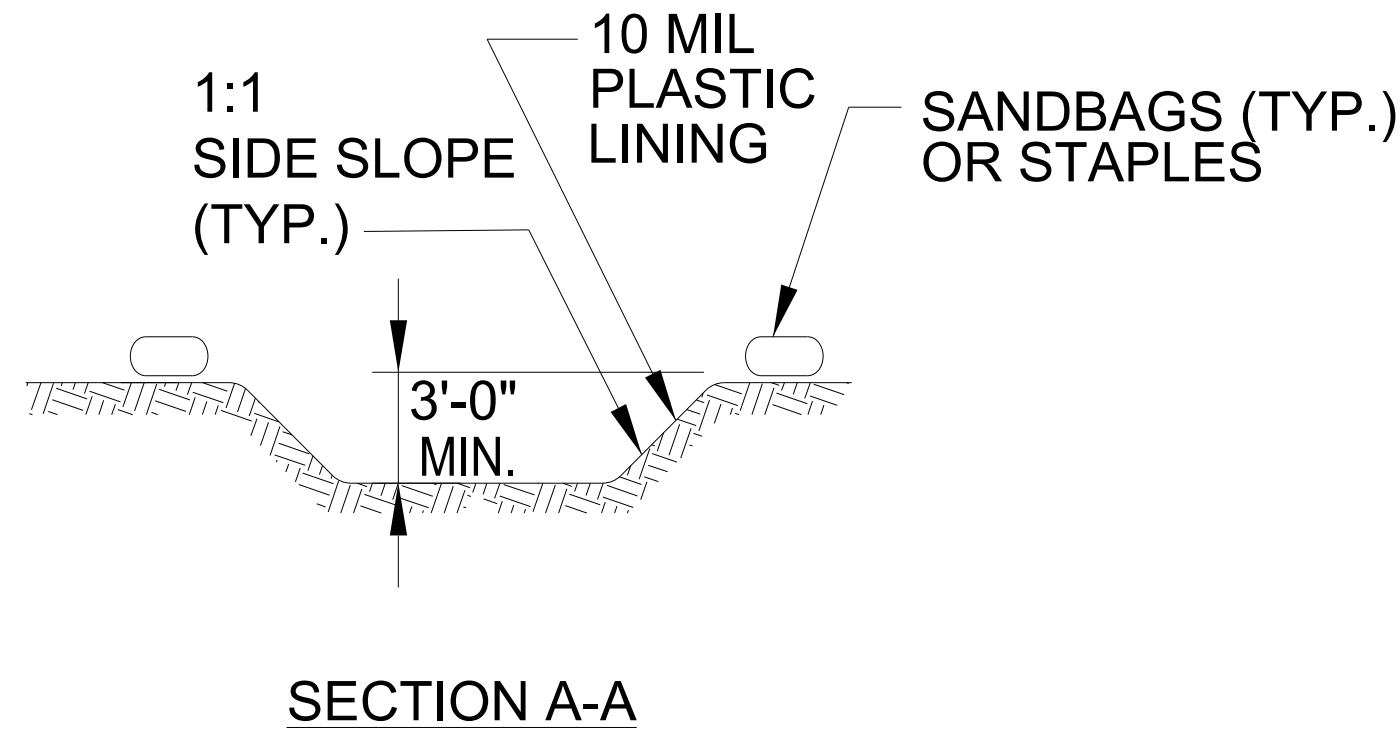 10 MIL
PLASTIC
LINING
1:1
SIDE SLOPE
(TYP.)
SANDBAGS (TYP.)
OR STAPLES
3'-0"
MIN.
SECTION A-A